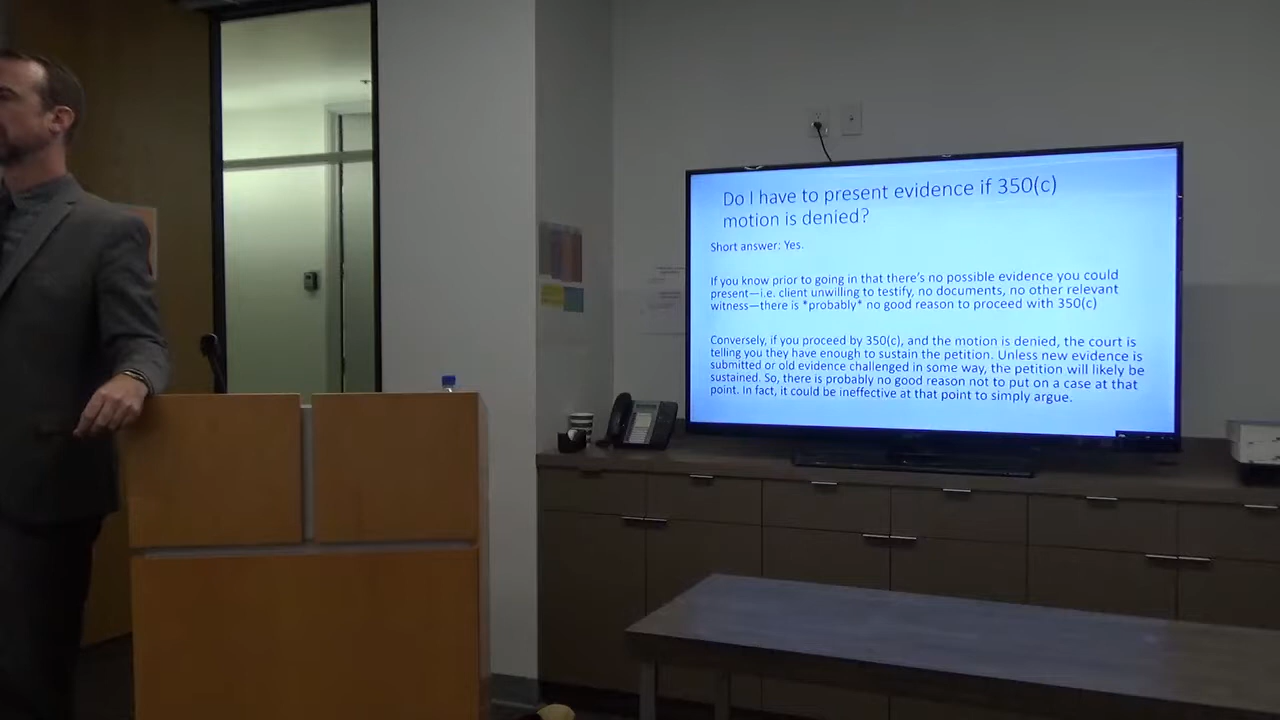 Do I have to present evidence if 350(c)
motion is denied?
Short answer: Yes.
If you know prior to going in that there's no possible evidence you could
present—i.e. client unwilling to testify, no documents, no other relevant
witness—there is *probably* no good reason to proceed with 350(c)
Conversely, if you proceed by 350(c), and the motion is denied, the court is
telling you they have enough to sustain the petition. Unless new evidence is
submitted or old evidence challenged in some way, the petition will likely be
sustained. So, there is probably no good reason not to put on a case at that
point. In fact, it could be ineffective at that point to simply argue.